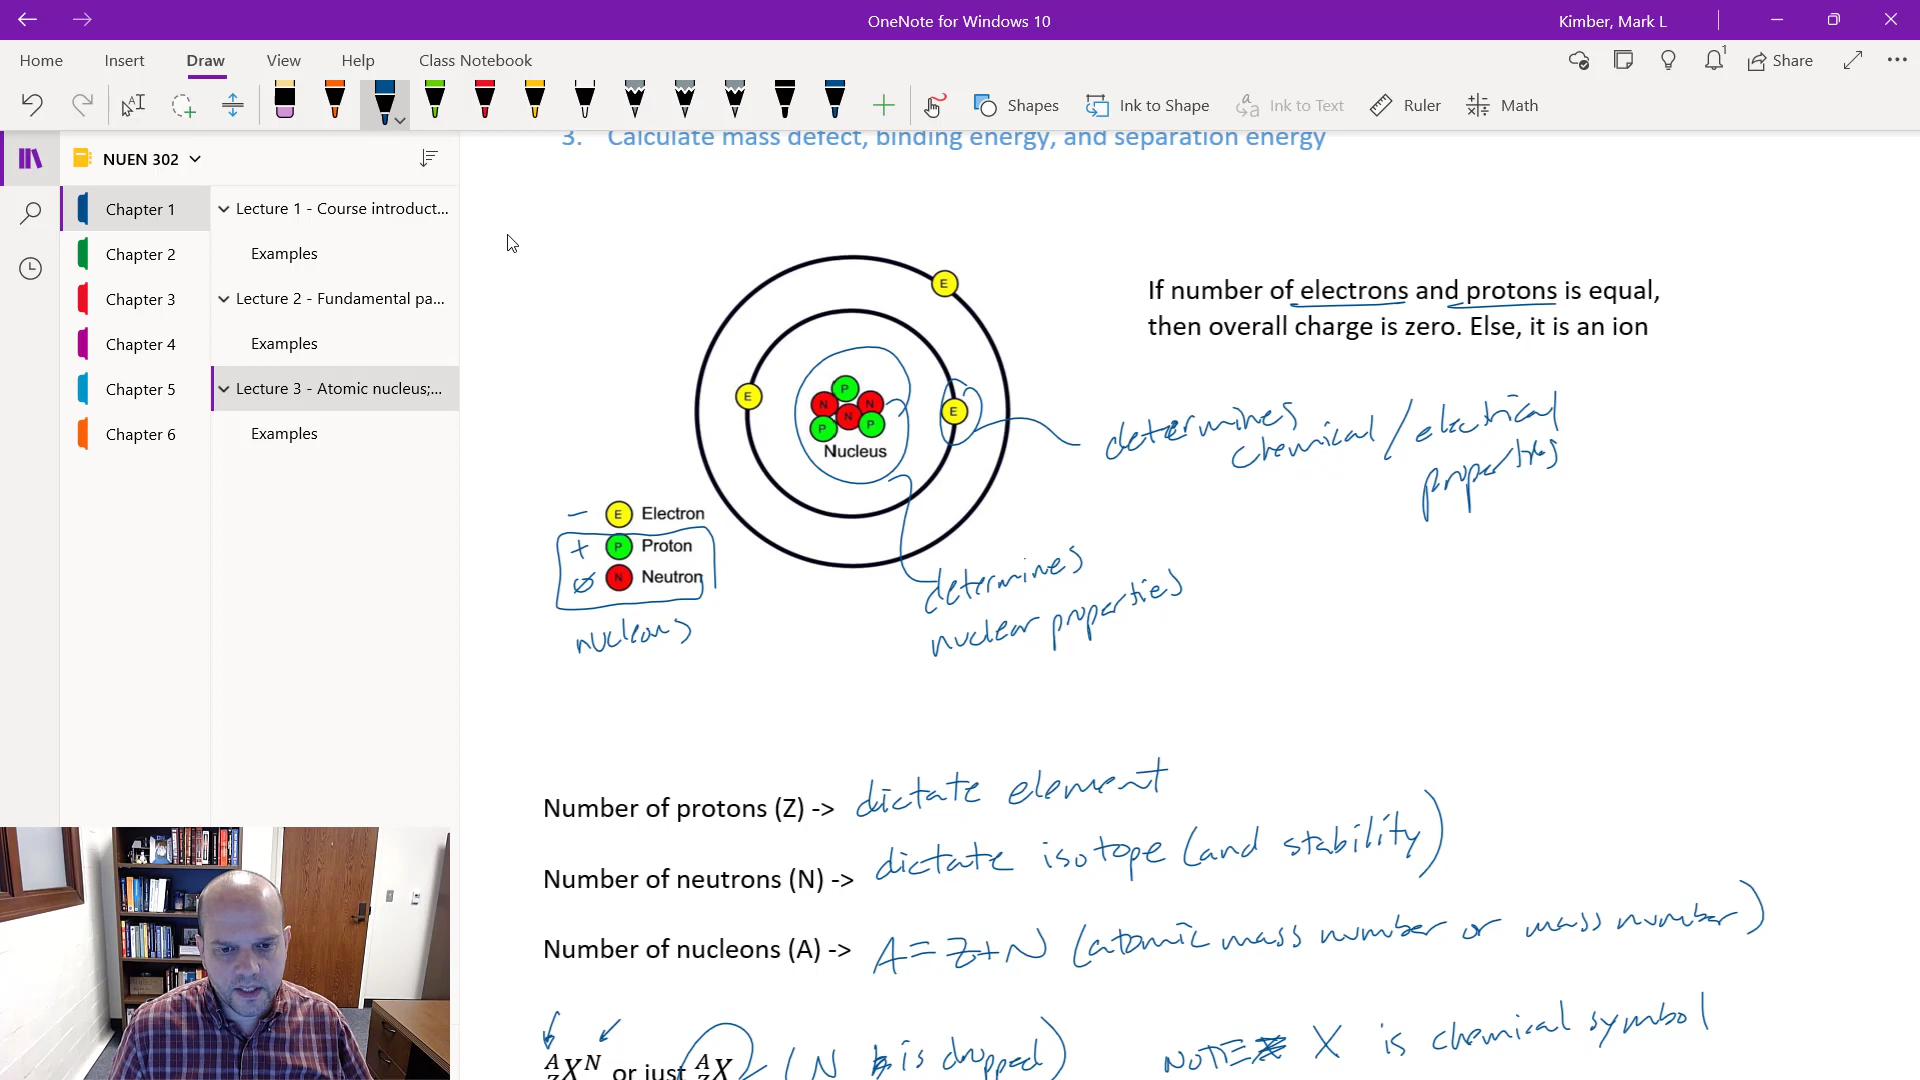 OneNote for Windows 10
Kimber, Mark L
Home Insert Draw View Help Class Notebook
1
Share
Shapes Ink to Shape Ink to Text Ruler Math
NUEN 302
Chapter 1
Chapter 2
Chapter 3
Chapter 4
Chapter 5
Chapter 6
Lecture 1 - Course introduct...
Examples
Lecture 2 - Fundamental pa...
Examples
Lecture 3 - Atomic nucleus;...
Examples
3. Calculate mass defect, binding energy, and separation energy
If number of electrons and protons is equal,
then overall charge is zero. Else, it is an ion
E
E
E
P
N N
N
P P
Nucleus
determines
chemical / electrical
properties
- E Electron
+ P Proton
ø N Neutron
nucleons
determines
nuclear properties
Number of protons (Z) -> dictate element
Number of neutrons (N) -> dictate isotope (and stability)
Number of nucleons (A) -> A = Z + N (atomic mass number or mass number)
A
Z X N or just A Z X (N is dropped)
NOTE X is chemical symbol